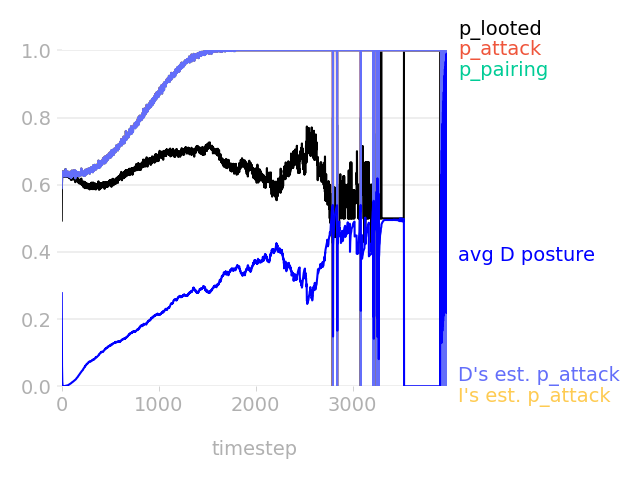 p_looted
p_attack
p_pairing
1.0
0.8
0.6
0.4
0.2
0.0
avg D posture
D's est. p_attack
I's est. p_attack
0
1000
2000
3000
timestep